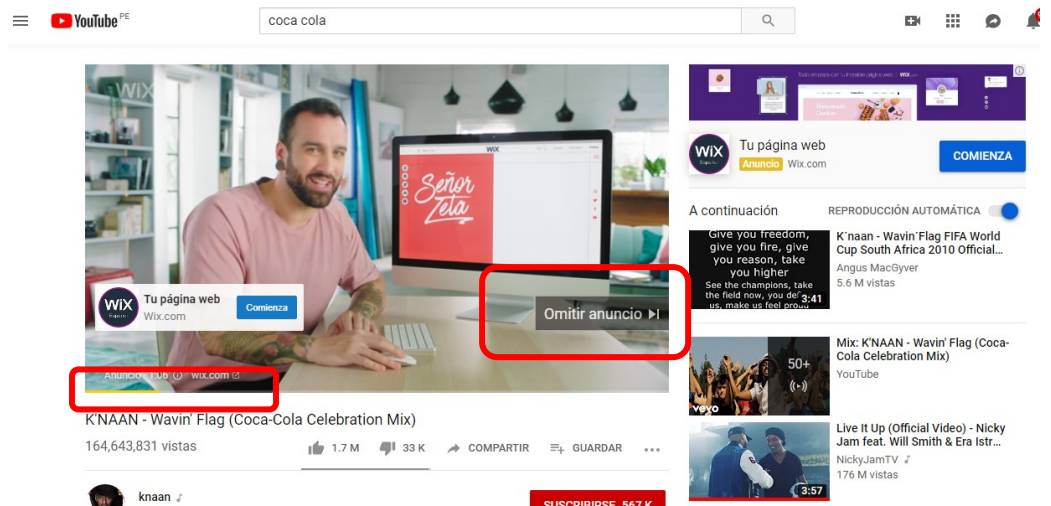 YouTube PE
coca cola
WiX
WiX
Señor
Zeta
WiX
Tu página web
Wix.com
Comienza
Omitir anuncio
Anuncio · 1:06 wix.com
K'NAAN - Wavin' Flag (Coca-Cola Celebration Mix)
164,643,831 vistas
1.7 M
33 K
COMPARTIR
GUARDAR
knaan
SUSCRIBIRSE 567 K
WiX
Tu página web
Anuncio Wix.com
COMIENZA
A continuación
REPRODUCCIÓN AUTOMÁTICA
Give you freedom,
give you fire, give
you reason, take
you higher
See the champions, take
the field now, you
us, make us feel proud
3:41
K´naan - Wavin´Flag FIFA World
Cup South Africa 2010 Official...
Angus MacGyver
5.6 M vistas
50+
vevo
Mix: K'NAAN - Wavin' Flag (Coca-
Cola Celebration Mix)
YouTube
3:57
Live It Up (Official Video) - Nicky
Jam feat. Will Smith & Era Istr...
NickyJamTV
176 M vistas